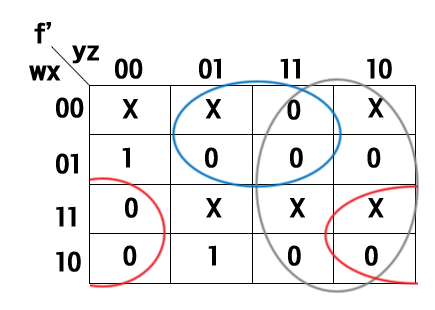 f’
yz
wx
00 01 11 10
00 X X 0 X
01 1 0 0 0
11 0 X X X
10 0 1 0 0